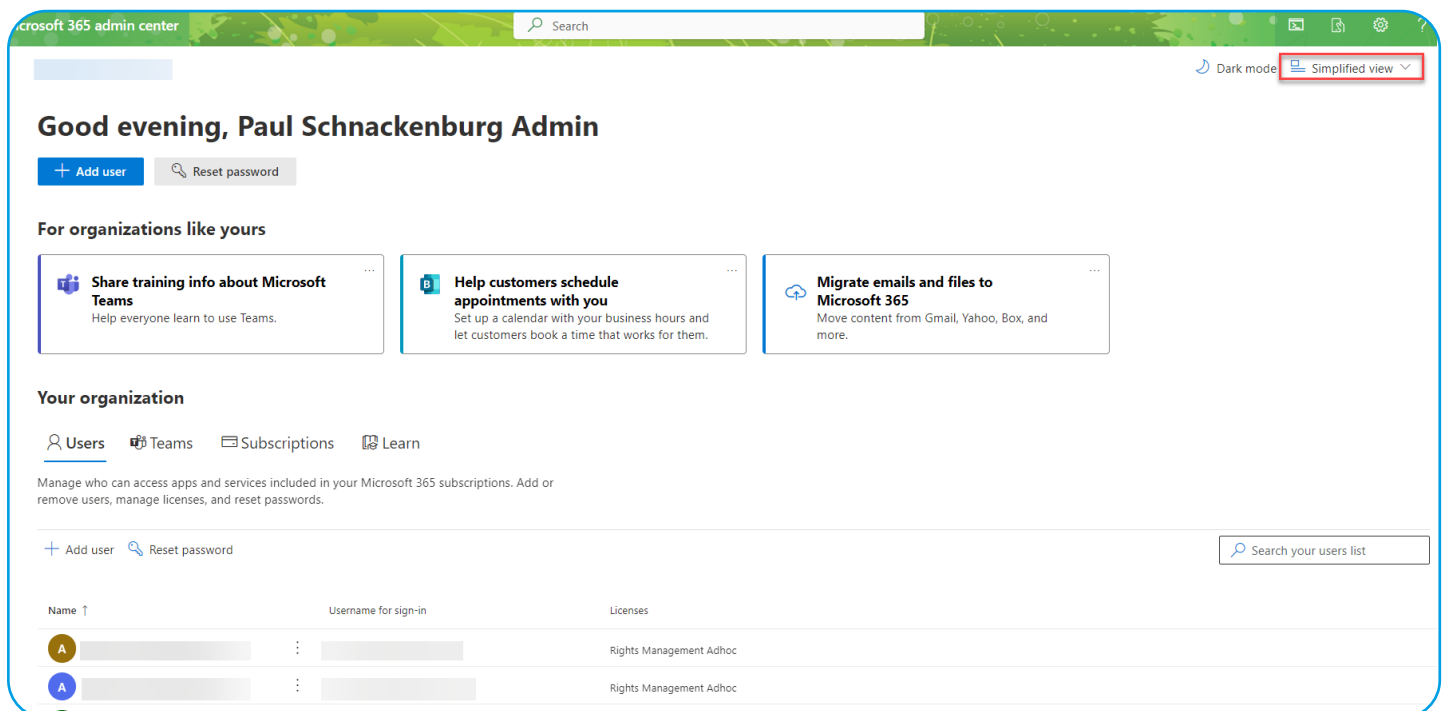 crosoft 365 admin center
Search
?
Dark mode
Simplified view
Good evening, Paul Schnackenburg Admin
Add user
Reset password
For organizations like yours
Share training info about Microsoft
Teams
Help everyone learn to use Teams.
Help customers schedule
appointments with you
Set up a calendar with your business hours and
let customers book a time that works for them.
Migrate emails and files to
Microsoft 365
Move content from Gmail, Yahoo, Box, and
more.
Your organization
Users Teams Subscriptions Learn
Manage who can access apps and services included in your Microsoft 365 subscriptions. Add or
remove users, manage licenses, and reset passwords.
Add user Reset password
Search your users list
Name ↑ Username for sign-in Licenses
A Rights Management Adhoc
A Rights Management Adhoc